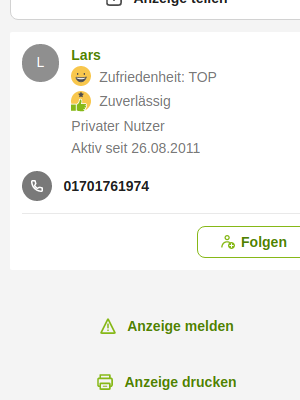 Anzeige teilen
L
Lars
Zufriedenheit: TOP
Zuverlässig
Privater Nutzer
Aktiv seit 26.08.2011
01701761974
Folgen
Anzeige melden
Anzeige drucken